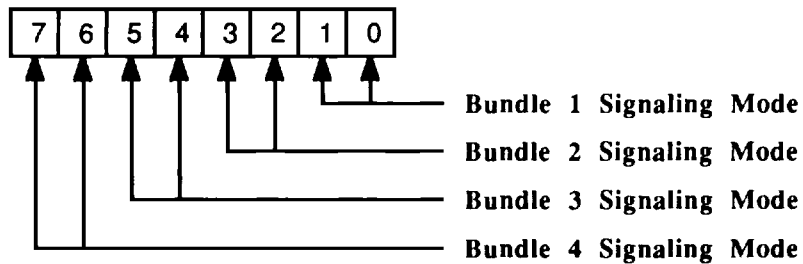 7 6 5 4 3 2 1 0
Bundle 1 Signaling Mode
Bundle 2 Signaling Mode
Bundle 3 Signaling Mode
Bundle 4 Signaling Mode